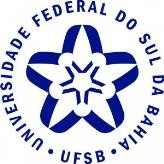 UNIVERSIDADE FEDERAL DO SUL DA BAHIA
• UFSB •